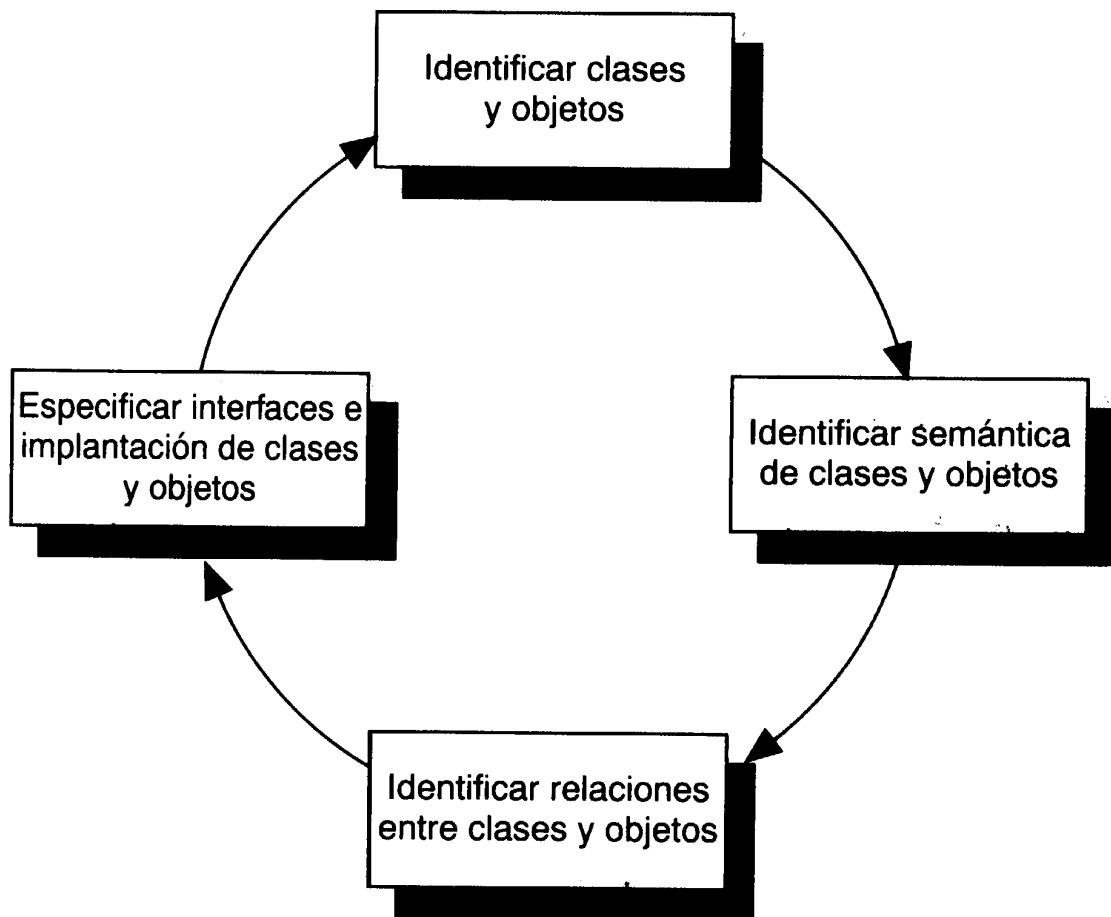 Identificar clases
y objetos
Identificar semántica
de clases y objetos
Identificar relaciones
entre clases y objetos
Especificar interfaces e
implantación de clases
y objetos